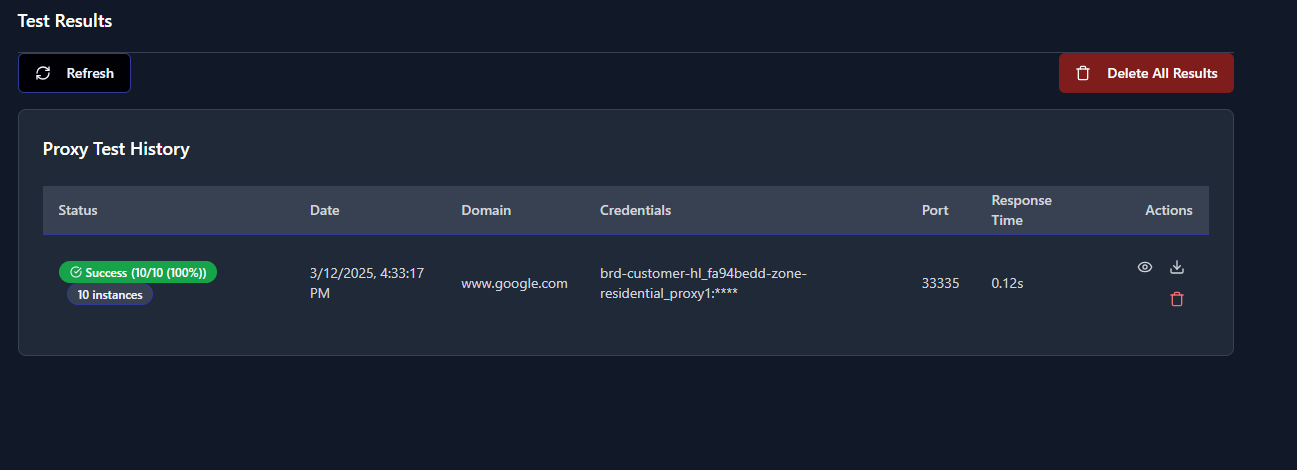 Test Results
Refresh
Delete All Results
Proxy Test History
Status
Date
Domain
Credentials
Port
Response
Time
Actions
Success (10/10 (100%))
10 instances
3/12/2025, 4:33:17
PM
www.google.com
brd-customer-hl_fa94bedd-zone-
residential_proxy1:****
33335
0.12s